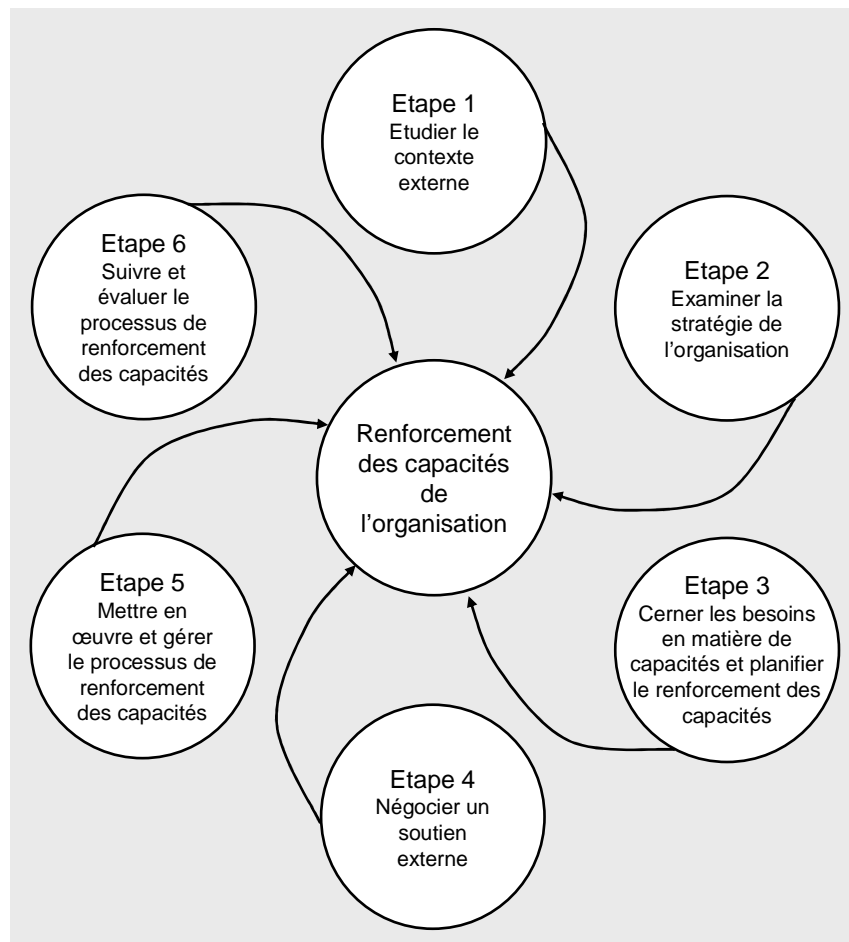 Etape 1
Etudier le
contexte
externe
Etape 2
Examiner la
stratégie de
l'organisation
Etape 3
Cerner les besoins
en matière de
capacités et planifier
le renforcement des
capacités
Etape 4
Négocier un
soutien
externe
Etape 5
Mettre en
œuvre et gérer
le processus de
renforcement
des capacités
Etape 6
Suivre et
évaluer le
processus de
renforcement
des capacités
Renforcement
des capacités
de
l'organisation